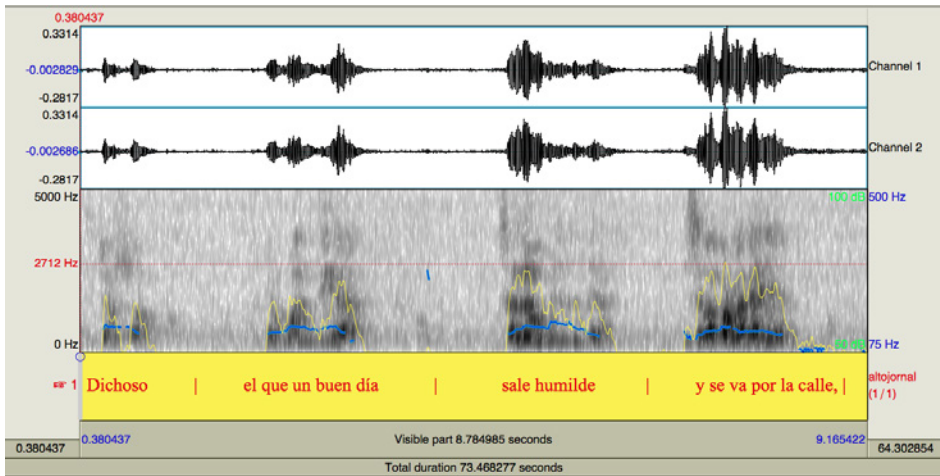 0.380437
0.3314
-0.002829
-0.2817
Channel 1
0.3314
-0.002686
-0.2817
Channel 2
5000 Hz 100 dB 500 Hz
2712 Hz
0 Hz 75 Hz
☞ 1 Dichoso | el que un buen día | sale humilde | y se va por la calle, | altojornal
(1 / 1)
0.380437 Visible part 8.784985 seconds 9.165422
0.380437 64.302854
Total duration 73.468277 seconds